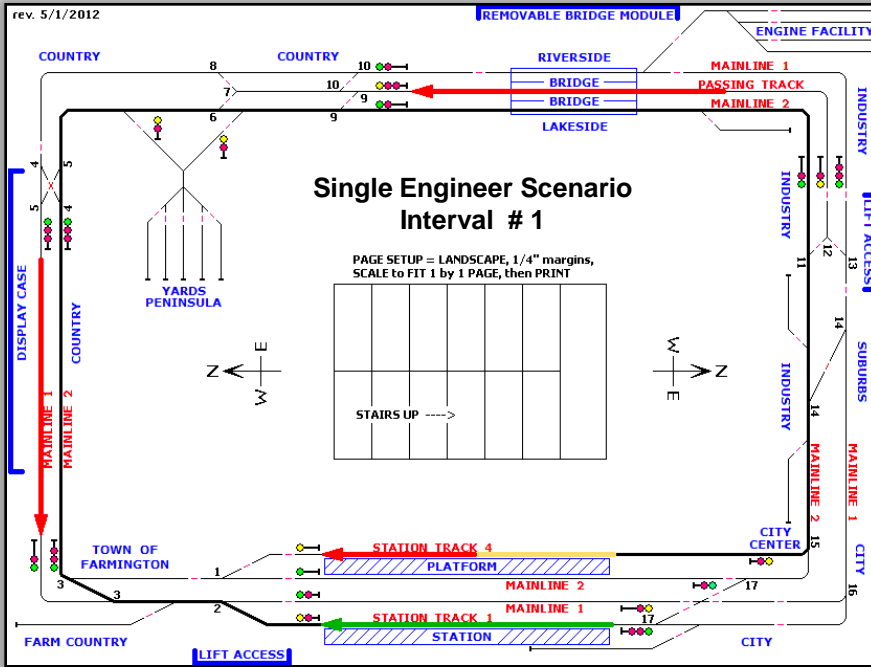 rev. 5/1/2012
REMOVABLE BRIDGE MODULE
ENGINE FACILITY
COUNTRY
COUNTRY
RIVERSIDE
MAINLINE 1
8
10
BRIDGE
PASSING TRACK
7
10
9
BRIDGE
MAINLINE 2
6
9
LAKESIDE
INDUSTRY
4
5
5
4
Single Engineer Scenario
Interval # 1
INDUSTRY
LIFT ACCESS
11
12
13
PAGE SETUP = LANDSCAPE, 1/4" margins,
SCALE to FIT 1 by 1 PAGE, then PRINT
YARDS
PENINSULA
DISPLAY CASE
COUNTRY
14
SUBURBS
E
N
W
W
N
E
INDUSTRY
14
STAIRS UP ---->
MAINLINE 1
MAINLINE 2
MAINLINE 2
MAINLINE 1
CITY
CENTER
15
CITY
TOWN OF
FARMINGTON
STATION TRACK 4
PLATFORM
1
MAINLINE 2
17
3
3
2
MAINLINE 1
16
STATION TRACK 1
17
STATION
FARM COUNTRY
CITY
LIFT ACCESS